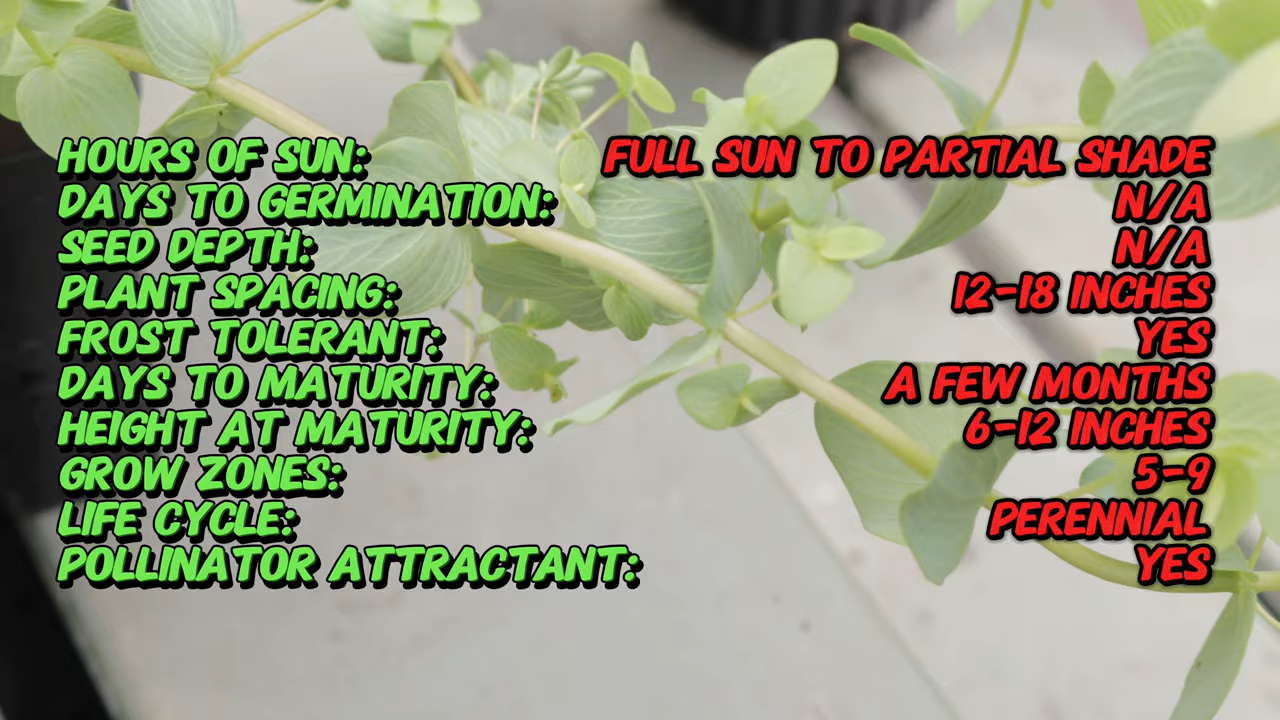 HOURS OF SUN: FULL SUN TO PARTIAL SHADE
DAYS TO GERMINATION: N/A
SEED DEPTH: N/A
PLANT SPACING: 12-18 INCHES
FROST TOLERANT: YES
DAYS TO MATURITY: A FEW MONTHS
HEIGHT AT MATURITY: 6-12 INCHES
GROW ZONES: 5-9
LIFE CYCLE: PERENNIAL
POLLINATOR ATTRACTANT: YES